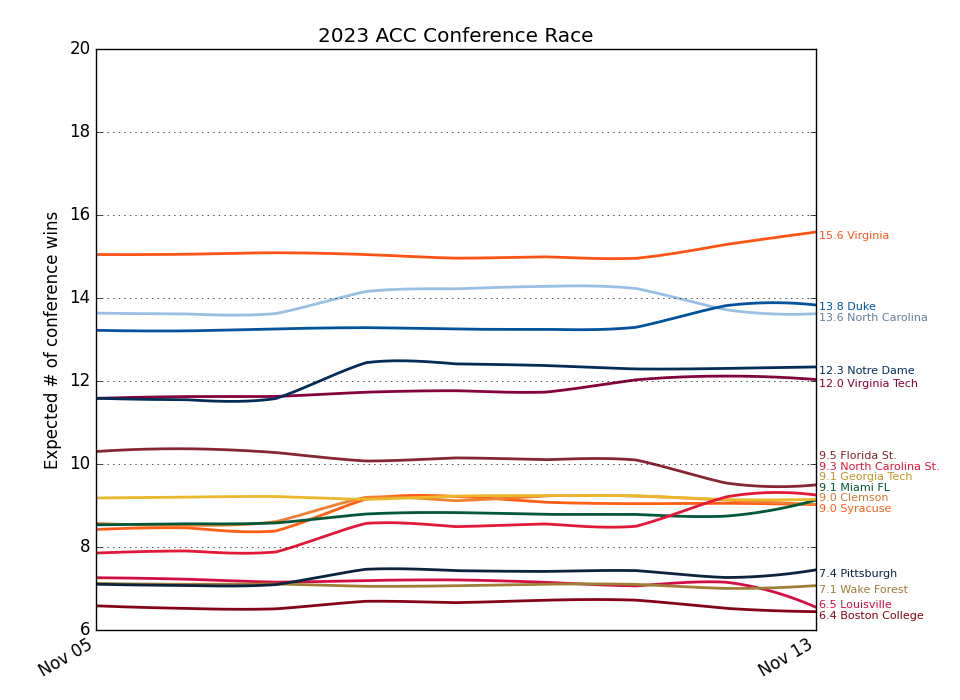 2023 ACC Conference Race
Expected # of conference wins
20
18
16
14
12
10
8
6
Nov 05
Nov 13
15.6 Virginia
13.8 Duke
13.6 North Carolina
12.3 Notre Dame
12.0 Virginia Tech
9.5 Florida St.
9.3 North Carolina St.
9.1 Georgia Tech
9.1 Miami FL
9.0 Clemson
9.0 Syracuse
7.4 Pittsburgh
7.1 Wake Forest
6.5 Louisville
6.4 Boston College